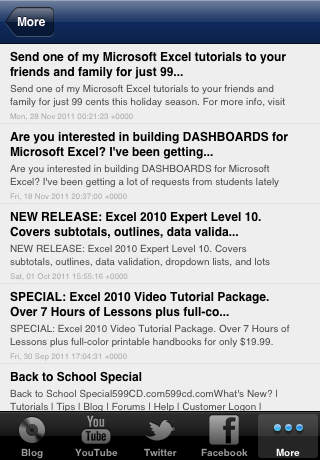 More
Send one of my Microsoft Excel tutorials to your
friends and family for just 99...
Send one of my Microsoft Excel tutorials to your friends and
family for just 99 cents this holiday season. For more info, visit
Mon, 28 Nov 2011 00:21:23 +0000
Are you interested in building DASHBOARDS for
Microsoft Excel? I've been getting...
Are you interested in building DASHBOARDS for Microsoft
Excel? I've been getting a lot of requests from students lately
Fri, 18 Nov 2011 20:37:00 +0000
NEW RELEASE: Excel 2010 Expert Level 10.
Covers subtotals, outlines, data valida...
NEW RELEASE: Excel 2010 Expert Level 10. Covers
subtotals, outlines, data validation, dropdown lists, and lots
Sat, 01 Oct 2011 15:55:16 +0000
SPECIAL: Excel 2010 Video Tutorial Package.
Over 7 Hours of Lessons plus full-co...
SPECIAL: Excel 2010 Video Tutorial Package. Over 7 Hours of
Lessons plus full-color printable handbooks for only $19.99.
Fri, 30 Sep 2011 17:04:31 +0000
Back to School Special
Back to School Special599CD.com599cd.comWhat's New? |
Tutorials | Tips | Blog | Forums | Help | Customer Logon |
You
Tube
f
Blog YouTube Twitter Facebook More